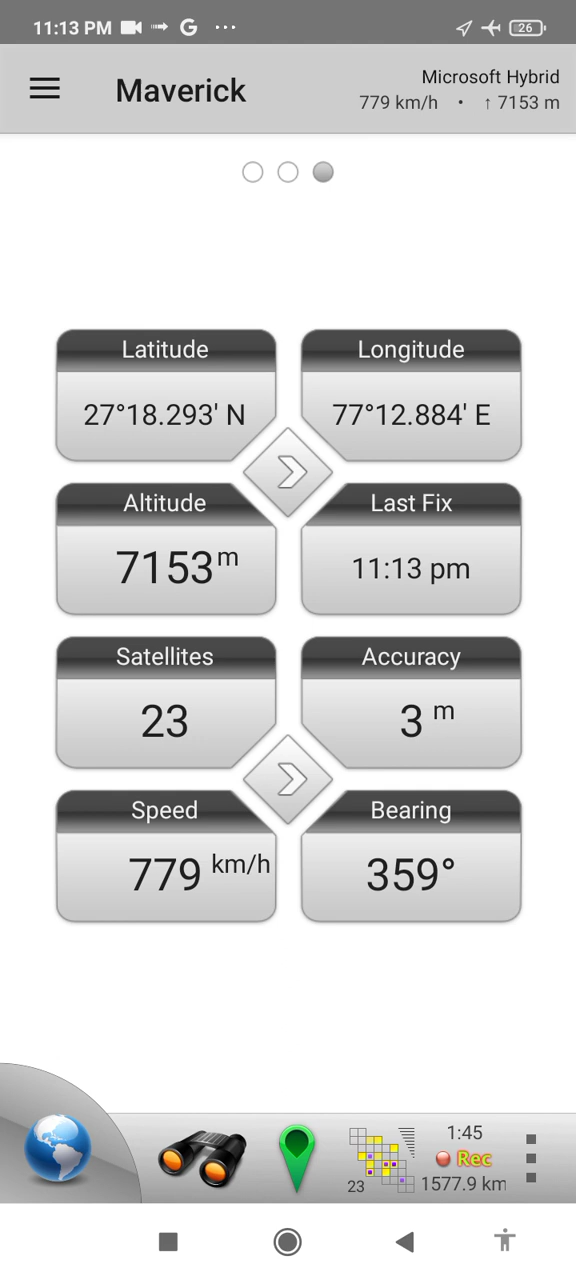 11:13 PM G ... 26
Maverick
Microsoft Hybrid
779 km/h • ↑ 7153 m
Latitude Longitude
27°18.293' N 77°12.884' E
Altitude Last Fix
7153 m 11:13 pm
Satellites Accuracy
23 3 m
Speed Bearing
779 km/h 359°
1:45
Rec
23 1577.9 km